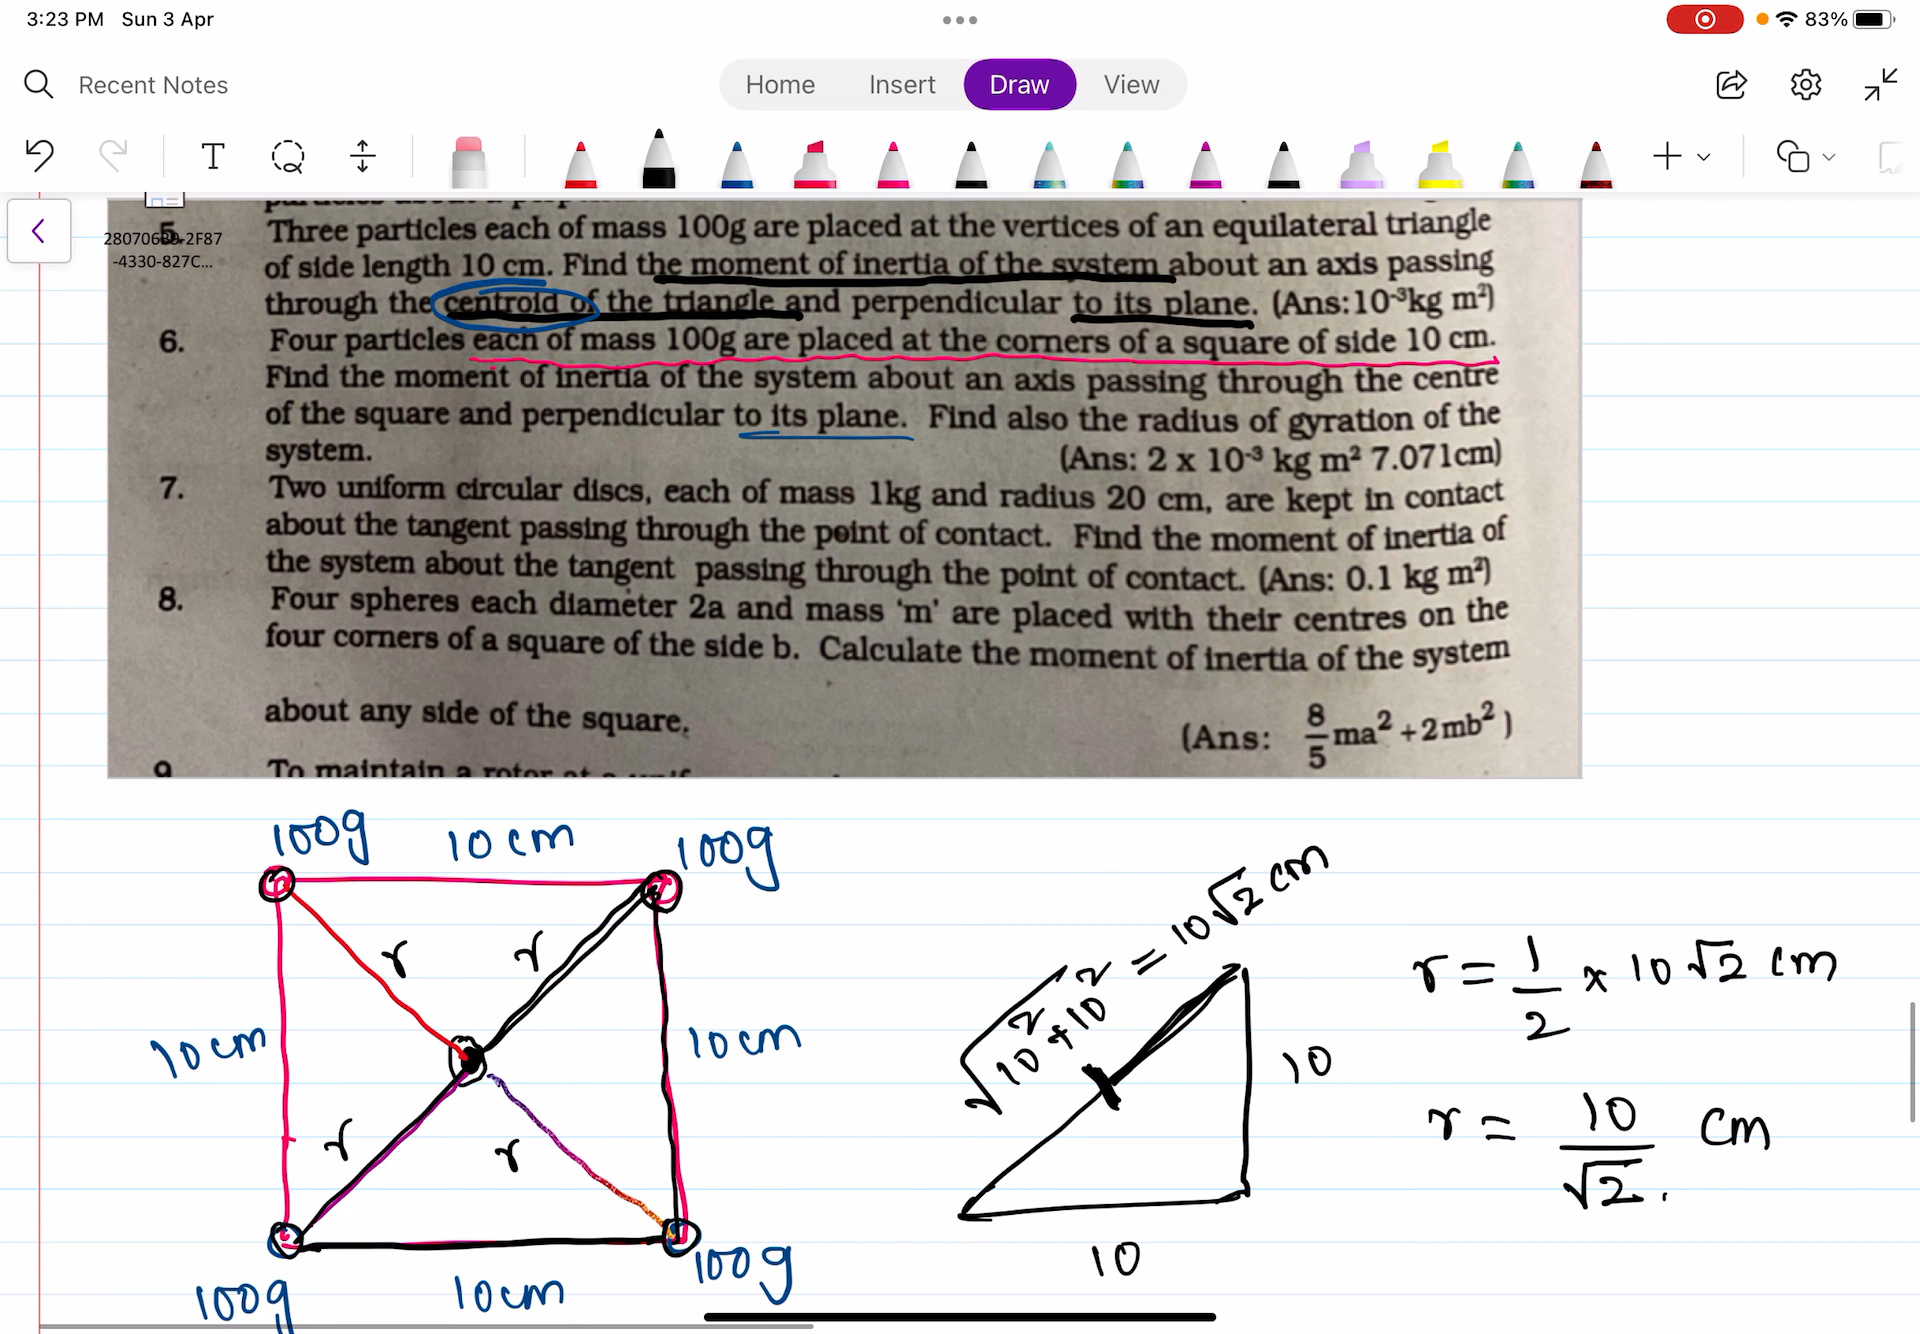 3:23 PM Sun 3 Apr
83%
Recent Notes
Home Insert Draw View
T
28070639-2F87
-4330-827C...
5. Three particles each of mass 100g are placed at the vertices of an equilateral triangle
of side length 10 cm. Find the moment of inertia of the system about an axis passing
through the centroid of the triangle and perpendicular to its plane. (Ans:10⁻³kg m²)
6. Four particles each of mass 100g are placed at the corners of a square of side 10 cm.
Find the moment of inertia of the system about an axis passing through the centre
of the square and perpendicular to its plane. Find also the radius of gyration of the
system. (Ans: 2 x 10⁻³ kg m² 7.071cm)
7. Two uniform circular discs, each of mass 1kg and radius 20 cm, are kept in contact
about the tangent passing through the point of contact. Find the moment of inertia of
the system about the tangent passing through the point of contact. (Ans: 0.1 kg m²)
8. Four spheres each diameter 2a and mass 'm' are placed with their centres on the
four corners of a square of the side b. Calculate the moment of inertia of the system
about any side of the square. (Ans: 8/5 ma² + 2mb²)
9 To maintain a rotor at a
100g 10cm 100g
r r
10cm 10cm
r r
100g 10cm 100g
√10² + 10² = 10√2 cm
10
10
r = 1/2 × 10√2 cm
r = 10/√2 cm